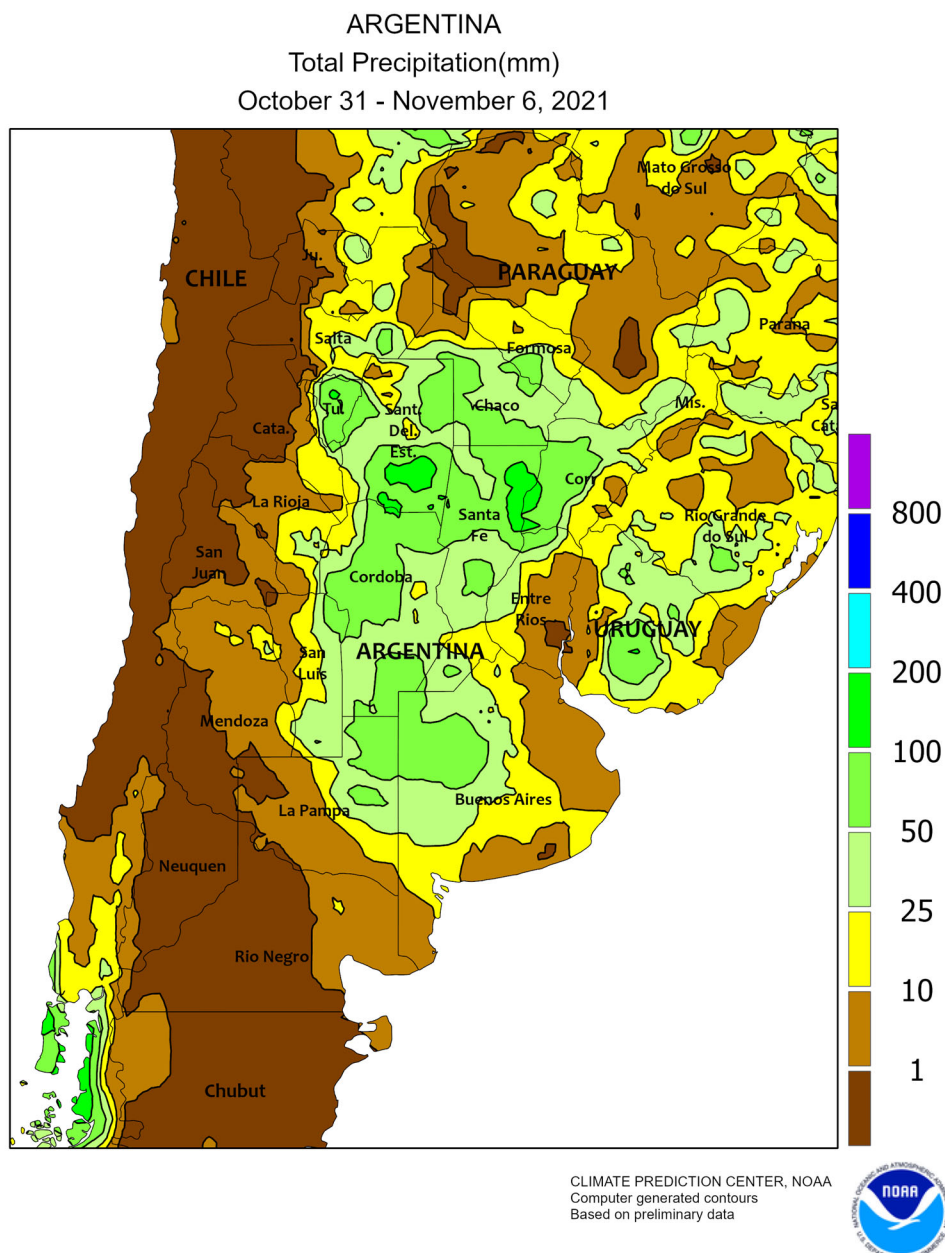 ARGENTINA
Total Precipitation(mm)
October 31 - November 6, 2021
Mato Grosso
do Sul
Ju.
CHILE
PARAGUAY
Parana
Salta
Formosa
Tul
Sant.
Del.
Est.
Chaco
Mis.
Sa
Cat.
Cata.
Corr
La Rioja
Santa
Fe
Rio Grande
do Sul
San
Juan
Cordoba
Entre
Rios
URUGUAY
San
Luis
ARGENTINA
Mendoza
La Pampa
Buenos Aires
Neuquen
Rio Negro
Chubut
800
400
200
100
50
25
10
1
CLIMATE PREDICTION CENTER, NOAA
Computer generated contours
Based on preliminary data
NOAA